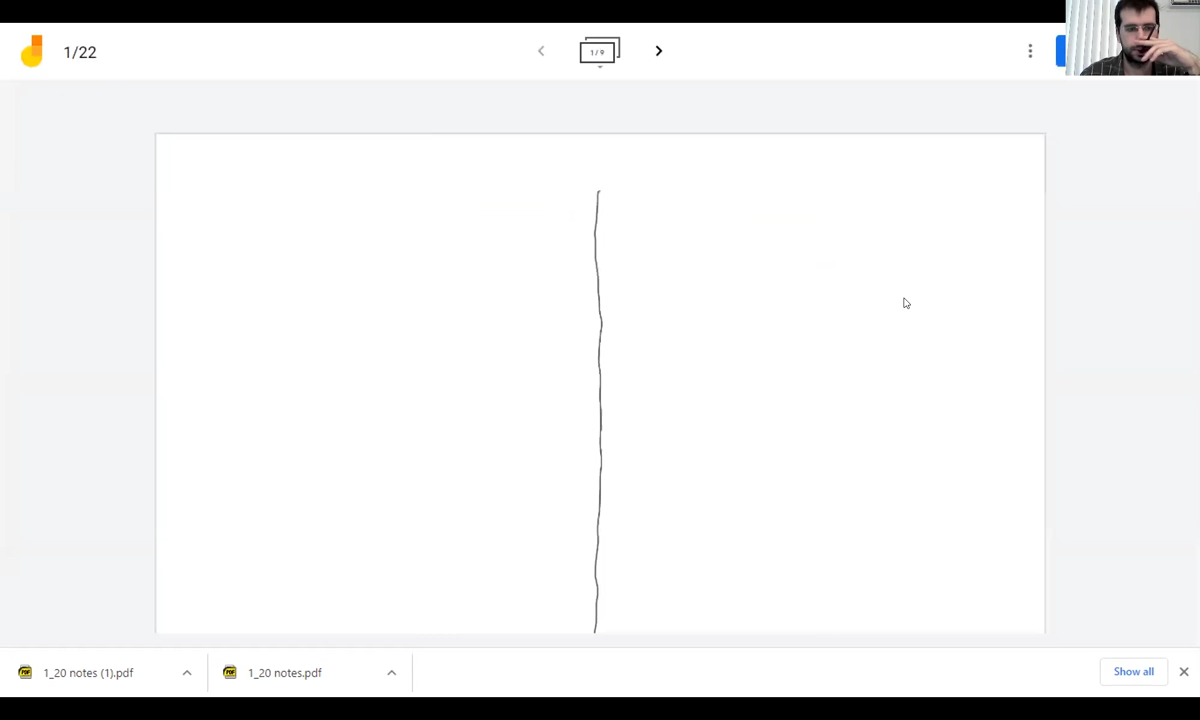 1/22
1/9
1_20 notes (1).pdf
1_20 notes.pdf
Show all